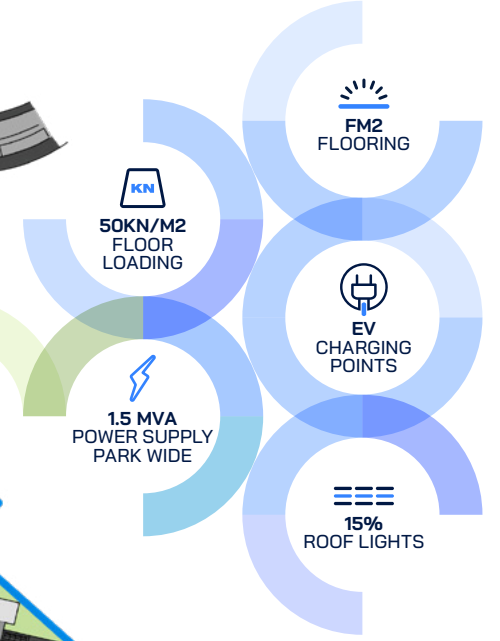 FM2
FLOORING
KN
50KN/M2
FLOOR
LOADING
EV
CHARGING
POINTS
1.5 MVA
POWER SUPPLY
PARK WIDE
15%
ROOF LIGHTS